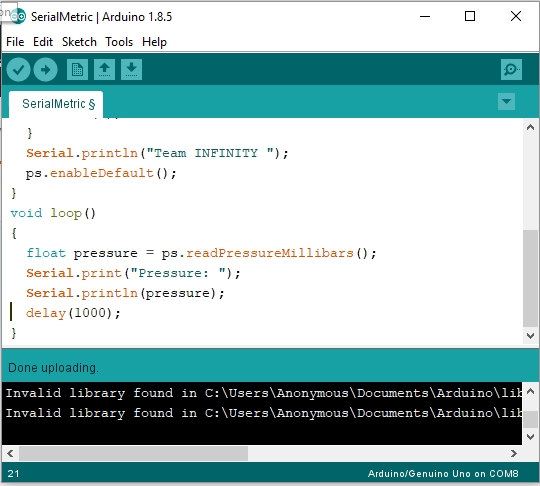 SerialMetric | Arduino 1.8.5
File Edit Sketch Tools Help
SerialMetric §
}
Serial.println("Team INFINITY ");
ps.enableDefault();
}
void loop()
{
float pressure = ps.readPressureMillibars();
Serial.print("Pressure: ");
Serial.println(pressure);
delay(1000);
}
Done uploading.
Invalid library found in C:\Users\Anonymous\Documents\Arduino\lib
Invalid library found in C:\Users\Anonymous\Documents\Arduino\lib
21 Arduino/Genuino Uno on COM8